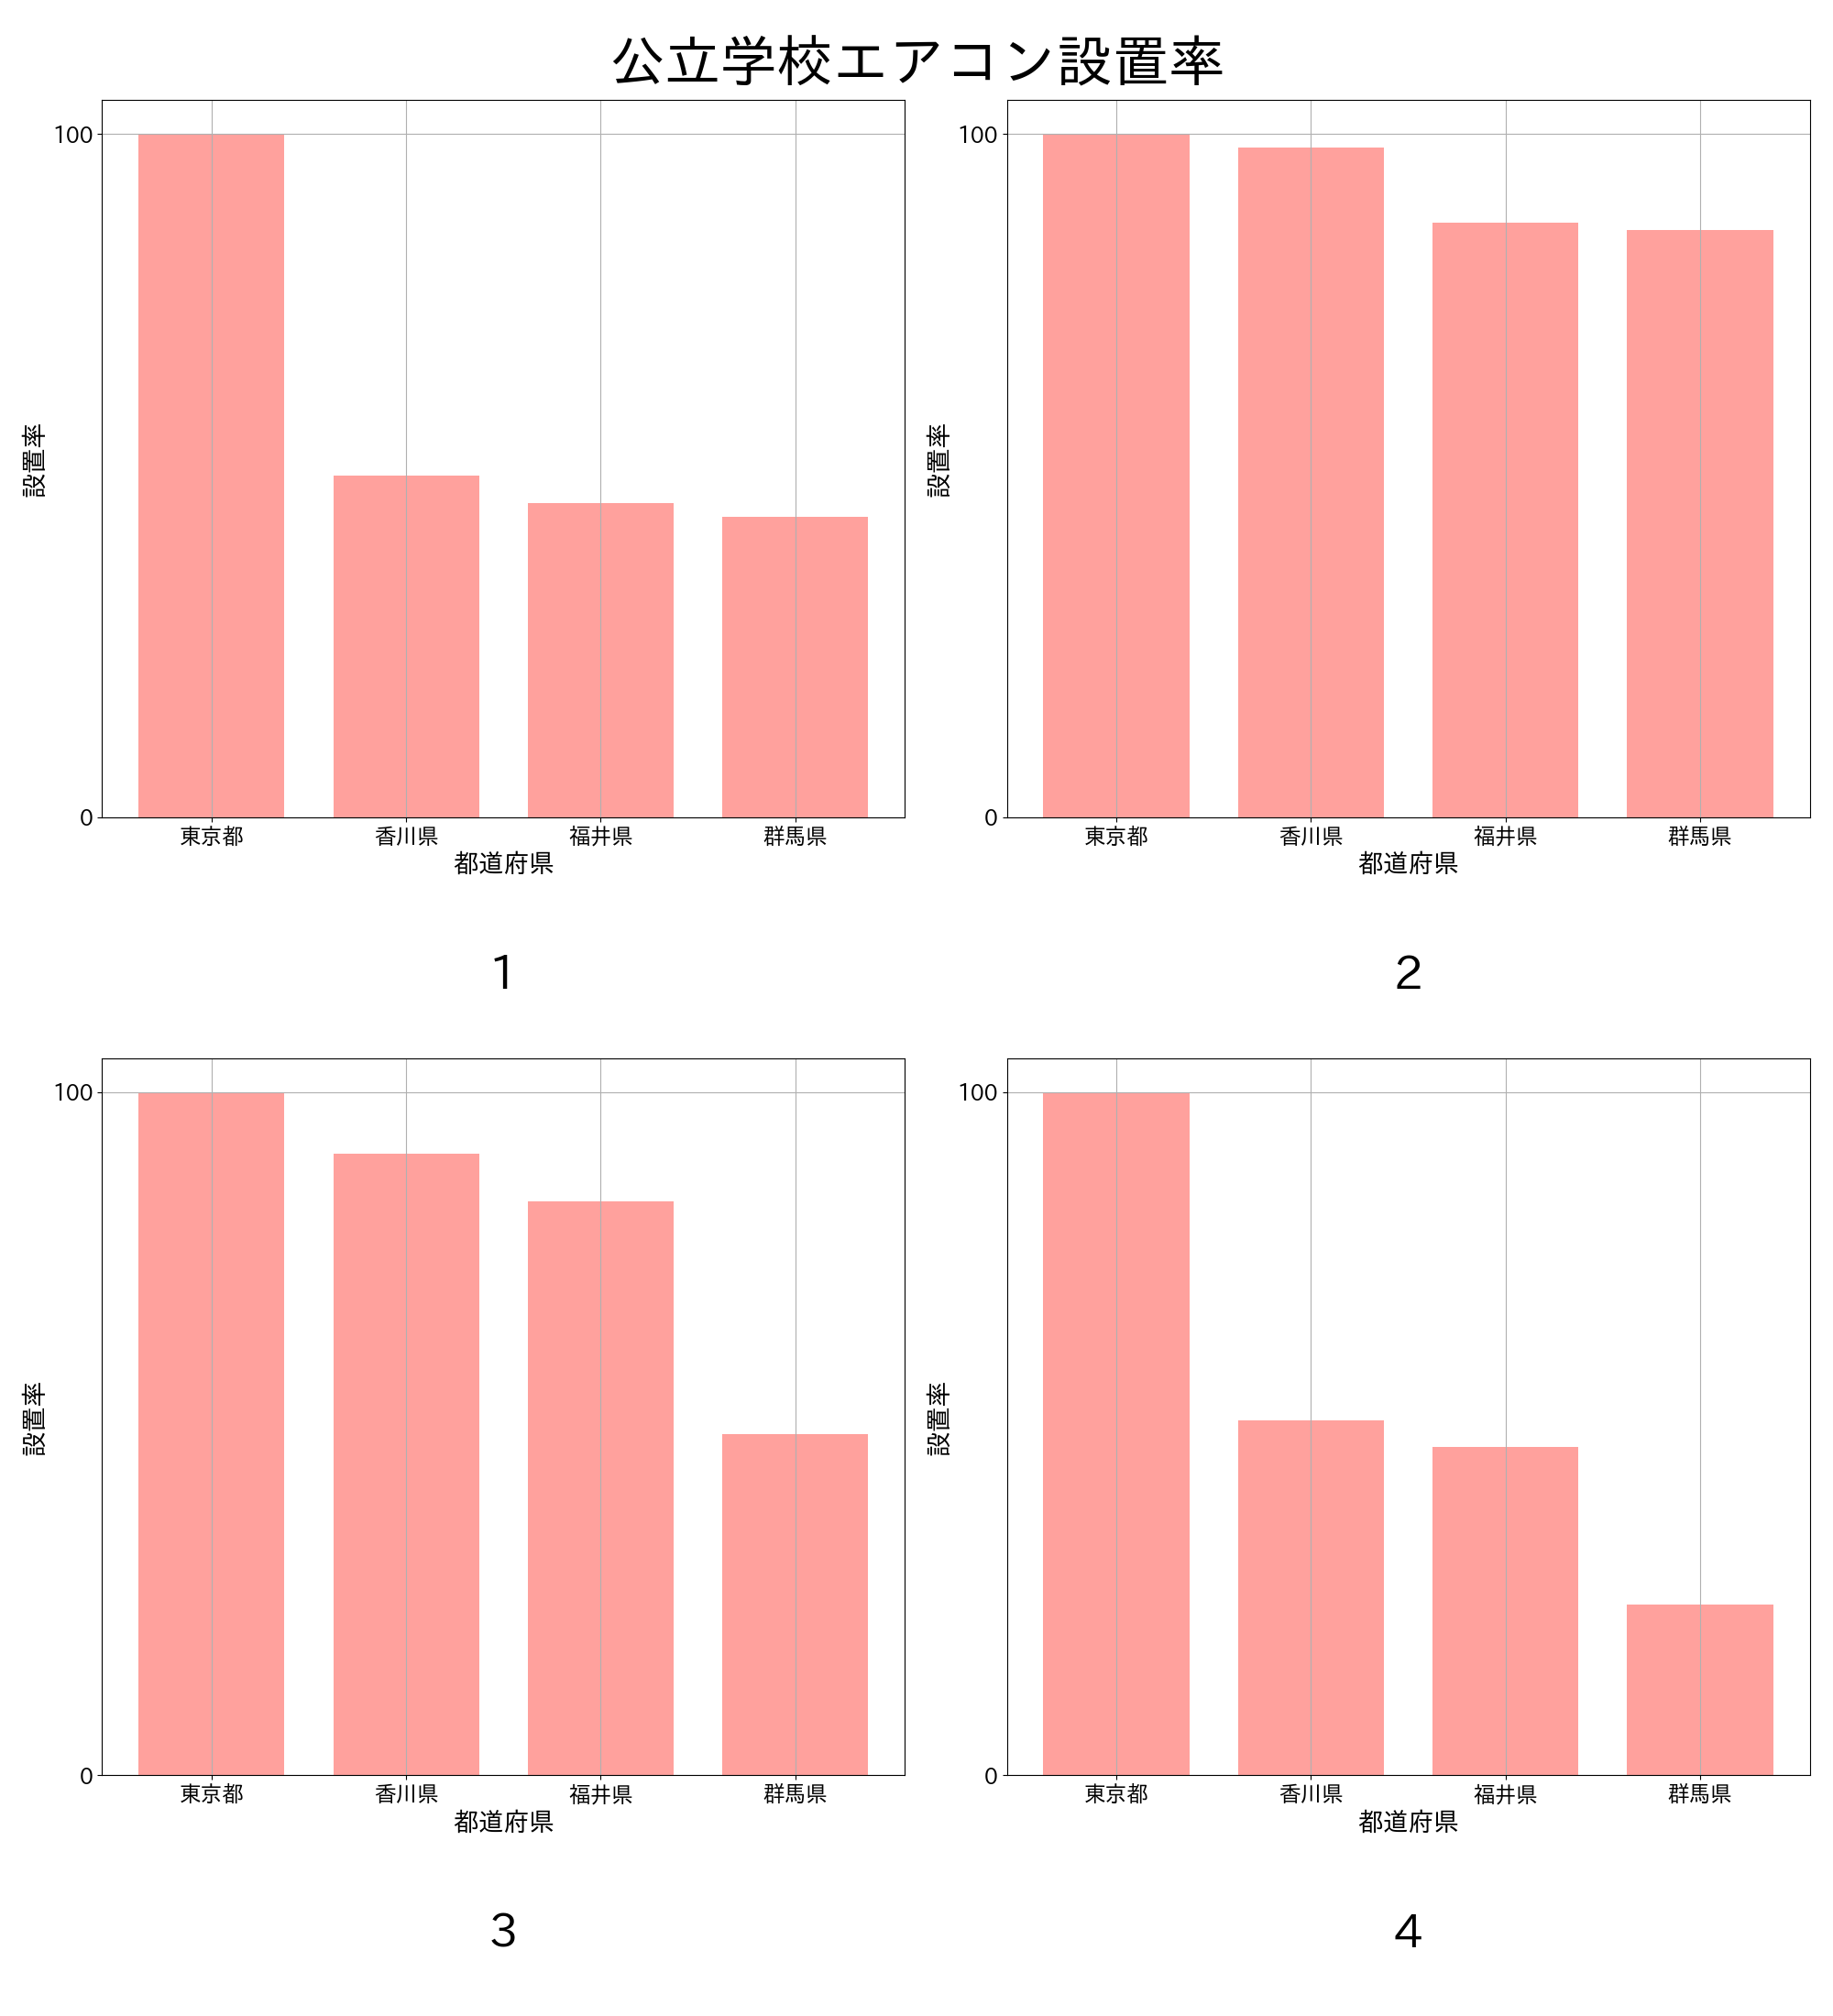 公立学校エアコン設置率
100
設置率
0
東京都 香川県 福井県 群馬県
都道府県
1
100
設置率
0
東京都 香川県 福井県 群馬県
都道府県
2
100
設置率
0
東京都 香川県 福井県 群馬県
都道府県
3
100
設置率
0
東京都 香川県 福井県 群馬県
都道府県
4